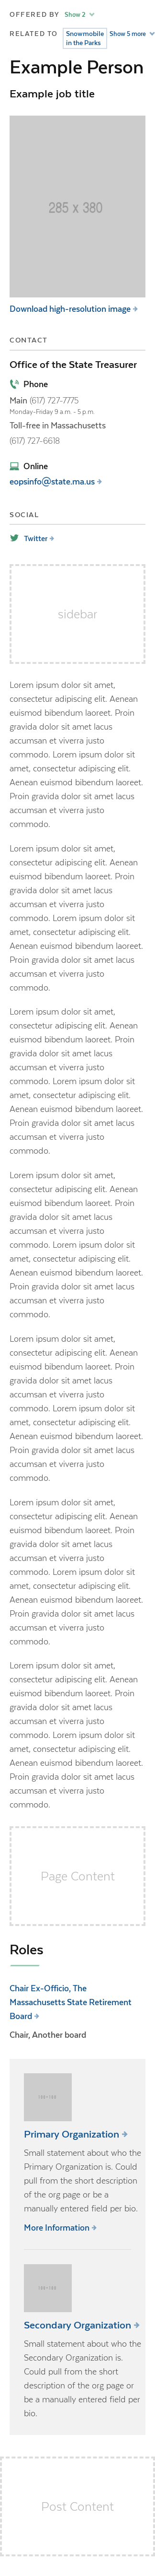 OFFERED BY Show 2
RELATED TO Snowmobile Show 5 more
in the Parks
Example Person
Example job title
285 x 380
Download high-resolution image
CONTACT
Office of the State Treasurer
Phone
Main (617) 727-7775
Monday-Friday 9 a.m. - 5 p.m.
Toll-free in Massachusetts
(617) 727-6618
Online
eopsinfo@state.ma.us
SOCIAL
Twitter
sidebar
Lorem ipsum dolor sit amet,
consectetur adipiscing elit. Aenean
euismod bibendum laoreet. Proin
gravida dolor sit amet lacus
accumsan et viverra justo
commodo. Lorem ipsum dolor sit
amet, consectetur adipiscing elit.
Aenean euismod bibendum laoreet.
Proin gravida dolor sit amet lacus
accumsan et viverra justo
commodo.
Lorem ipsum dolor sit amet,
consectetur adipiscing elit. Aenean
euismod bibendum laoreet. Proin
gravida dolor sit amet lacus
accumsan et viverra justo
commodo. Lorem ipsum dolor sit
amet, consectetur adipiscing elit.
Aenean euismod bibendum laoreet.
Proin gravida dolor sit amet lacus
accumsan et viverra justo
commodo.
Lorem ipsum dolor sit amet,
consectetur adipiscing elit. Aenean
euismod bibendum laoreet. Proin
gravida dolor sit amet lacus
accumsan et viverra justo
commodo. Lorem ipsum dolor sit
amet, consectetur adipiscing elit.
Aenean euismod bibendum laoreet.
Proin gravida dolor sit amet lacus
accumsan et viverra justo
commodo.
Lorem ipsum dolor sit amet,
consectetur adipiscing elit. Aenean
euismod bibendum laoreet. Proin
gravida dolor sit amet lacus
accumsan et viverra justo
commodo. Lorem ipsum dolor sit
amet, consectetur adipiscing elit.
Aenean euismod bibendum laoreet.
Proin gravida dolor sit amet lacus
accumsan et viverra justo
commodo.
Lorem ipsum dolor sit amet,
consectetur adipiscing elit. Aenean
euismod bibendum laoreet. Proin
gravida dolor sit amet lacus
accumsan et viverra justo
commodo. Lorem ipsum dolor sit
amet, consectetur adipiscing elit.
Aenean euismod bibendum laoreet.
Proin gravida dolor sit amet lacus
accumsan et viverra justo
commodo.
Lorem ipsum dolor sit amet,
consectetur adipiscing elit. Aenean
euismod bibendum laoreet. Proin
gravida dolor sit amet lacus
accumsan et viverra justo
commodo. Lorem ipsum dolor sit
amet, consectetur adipiscing elit.
Aenean euismod bibendum laoreet.
Proin gravida dolor sit amet lacus
accumsan et viverra justo
commodo.
Lorem ipsum dolor sit amet,
consectetur adipiscing elit. Aenean
euismod bibendum laoreet. Proin
gravida dolor sit amet lacus
accumsan et viverra justo
commodo. Lorem ipsum dolor sit
amet, consectetur adipiscing elit.
Aenean euismod bibendum laoreet.
Proin gravida dolor sit amet lacus
accumsan et viverra justo
commodo.
Page Content
Roles
Chair Ex-Officio, The
Massachusetts State Retirement
Board
Chair, Another board
Primary Organization
Small statement about who the
Primary Organization is. Could
pull from the short description
of the org page or be a
manually entered field per bio.
More Information
Secondary Organization
Small statement about who the
Secondary Organization is.
Could pull from the short
description of the org page or
be a manually entered field per
bio.
Post Content